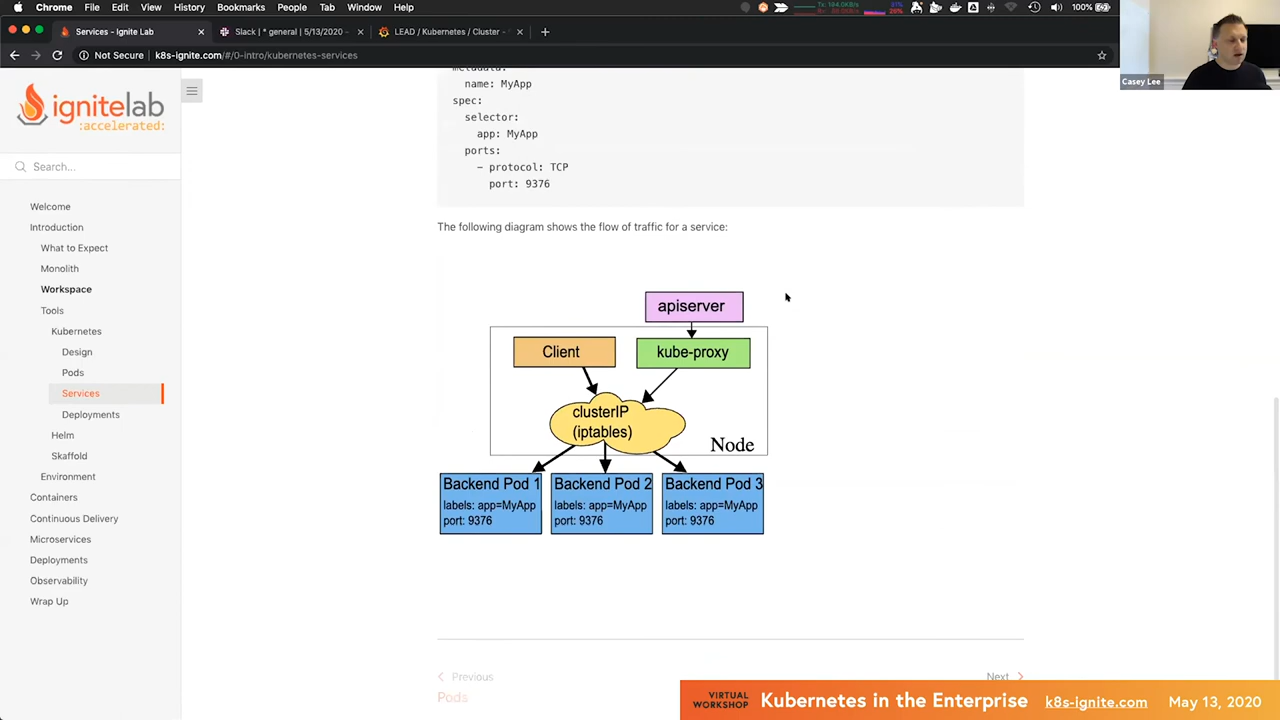 Chrome File Edit View History Bookmarks People Tab Window Help
100%
Services - Ignite Lab
Slack | * general | 5/13/2020 -
LEAD / Kubernetes / Cluster -
Not Secure | k8s-ignite.com/#/0-intro/kubernetes-services
Casey Lee
ignitelab
:accelerated:
Search...
Welcome
Introduction
What to Expect
Monolith
Workspace
Tools
Kubernetes
Design
Pods
Services
Deployments
Helm
Skaffold
Environment
Containers
Continuous Delivery
Microservices
Deployments
Observability
Wrap Up
metadata:
name: MyApp
spec:
selector:
app: MyApp
ports:
- protocol: TCP
port: 9376
The following diagram shows the flow of traffic for a service:
apiserver
Client
kube-proxy
clusterIP
(iptables)
Node
Backend Pod 1
labels: app=MyApp
port: 9376
Backend Pod 2
labels: app=MyApp
port: 9376
Backend Pod 3
labels: app=MyApp
port: 9376
Previous
Pods
Next
VIRTUAL
WORKSHOP
Kubernetes in the Enterprise
k8s-ignite.com
May 13, 2020